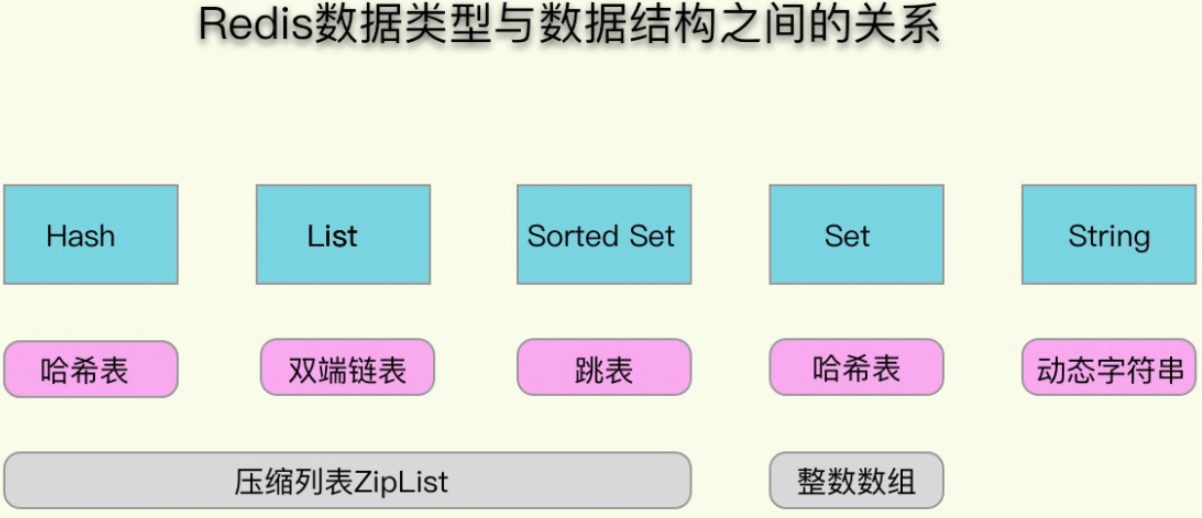 Redis数据类型与数据结构之间的关系
Hash
List
Sorted Set
Set
String
哈希表
双端链表
跳表
哈希表
动态字符串
压缩列表ZipList
整数数组